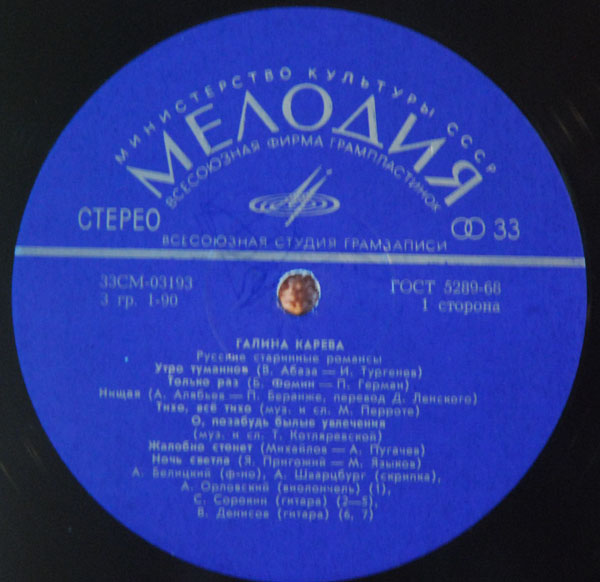 МИНИСТЕРСТВО КУЛЬТУРЫ СССР
МЕЛОДИЯ
ВСЕСОЮЗНАЯ ФИРМА ГРАМПЛАСТИНОК
СТЕРЕО
33
ВСЕСОЮЗНАЯ СТУДИЯ ГРАМЗАПИСИ
33СМ-03193
ГОСТ 5289-68
3 гр. 1-90
1 сторона
ГАЛИНА КАРЕВА
Русские старинные романсы
Утро туманное (В. Абаза — И. Тургенев)
Только раз (Б. Фомин — П. Герман)
Нищая (А. Алябьев — П. Беранже, перевод Д. Ленского)
Тихо, всё тихо (муз. и сл. М. Перроте)
О, позабудь былые увлечения
(муз. и сл. Т. Котляревской)
Жалобно стонет (Михайлов — А. Пугачев)
Ночь светла (Я. Пригожий — М. Языков)
А. Белицкий (ф-но), А. Шварцбург (скрипка),
А. Орловский (виолончель) (1),
С. Сорокин (гитара) (2—5),
В. Денисов (гитара) (6, 7)